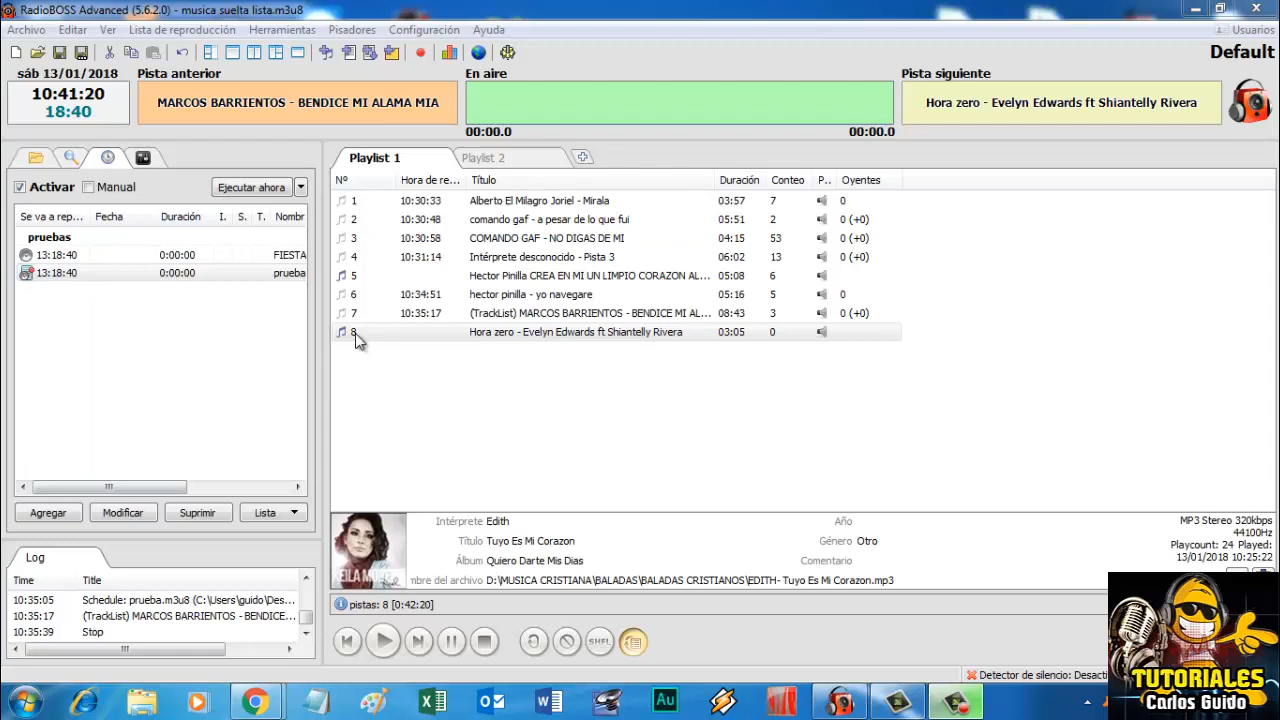 RadioBOSS Advanced (5.6.2.0) - musica suelta lista.m3u8
Archivo Editar Ver Lista de reproducción Herramientas Pisadores Configuración Ayuda Usuarios
Default
sáb 13/01/2018 Pista anterior En aire Pista siguiente
10:41:20
18:40
MARCOS BARRIENTOS - BENDICE MI ALAMA MIA
Hora zero - Evelyn Edwards ft Shiantelly Rivera
00:00.0 00:00.0
Playlist 1 Playlist 2
Activar Manual Ejecutar ahora
Se va a rep... Fecha Duración I. S. T. Nombr
pruebas
13:18:40 0:00:00 FIESTA
13:18:40 0:00:00 prueba
Nº Hora de re... Título Duración Conteo P.. Oyentes
1 10:30:33 Alberto El Milagro Joriel - Mirala 03:57 7 0
2 10:30:48 comando gaf - a pesar de lo que fui 05:51 2 0 (+0)
3 10:30:58 COMANDO GAF - NO DIGAS DE MI 04:15 53 0 (+0)
4 10:31:14 Intérprete desconocido - Pista 3 06:02 13 0 (+0)
5 Hector Pinilla CREA EN MI UN LIMPIO CORAZON AL... 05:08 6
6 10:34:51 hector pinilla - yo navegare 05:16 5 0
7 10:35:17 (TrackList) MARCOS BARRIENTOS - BENDICE MI AL... 08:43 3 0 (+0)
8 Hora zero - Evelyn Edwards ft Shiantelly Rivera 03:05 0
Agregar Modificar Suprimir Lista
Log
Time Title
10:35:05 Schedule: prueba.m3u8 (C:\Users\guido\Des...
10:35:17 (TrackList) MARCOS BARRIENTOS - BENDICE...
10:35:39 Stop
KEILA MO
Intérprete Edith Año
Título Tuyo Es Mi Corazon Género Otro
Álbum Quiero Darte Mis Dias Comentario
mbre del archivo D:\MUSICA CRISTIANA\BALADAS\BALADAS CRISTIANOS\EDITH- Tuyo Es Mi Corazon.mp3
MP3 Stereo 320kbps
44100Hz
Playcount: 24 Played:
13/01/2018 10:25:22
pistas: 8 [0:42:20]
SHFL
Detector de silencio: Desacti
Au
TUTORIALES
Carlos Guido